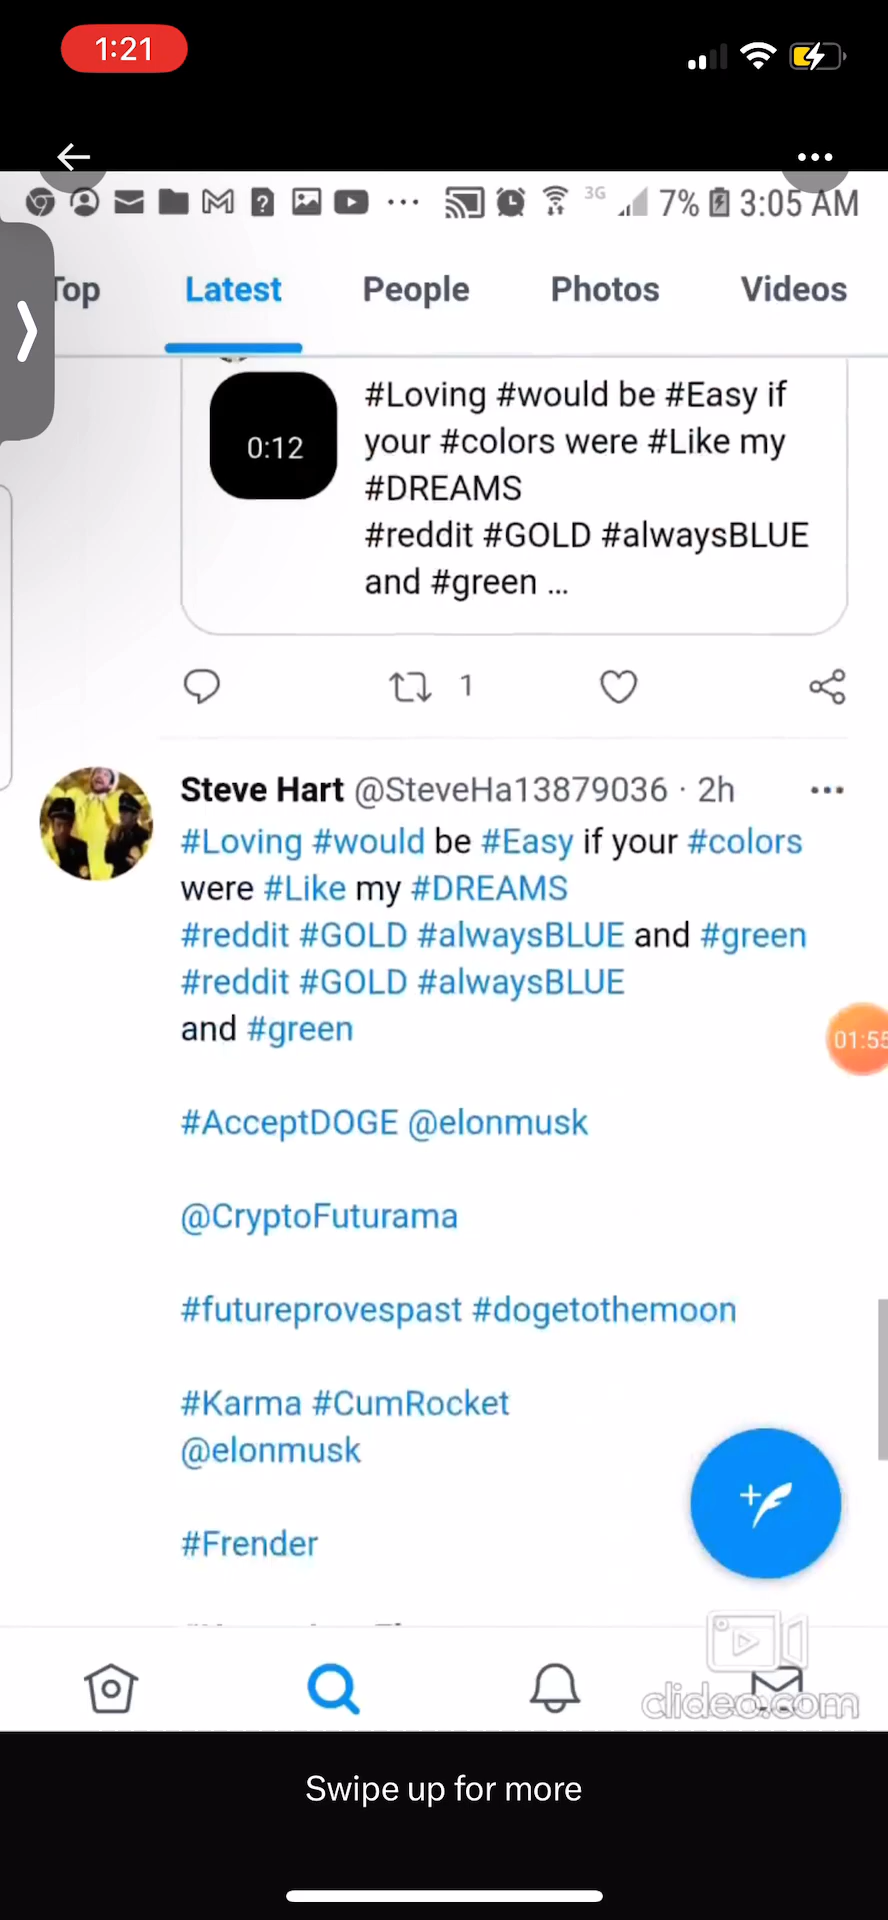 1:21
3G 7% 3:05 AM
Top Latest People Photos Videos
0:12
#Loving #would be #Easy if
your #colors were #Like my
#DREAMS
#reddit #GOLD #alwaysBLUE
and #green ...
1
Steve Hart @SteveHa13879036 · 2h
#Loving #would be #Easy if your #colors
were #Like my #DREAMS
#reddit #GOLD #alwaysBLUE and #green
#reddit #GOLD #alwaysBLUE
and #green
01:55
#AcceptDOGE @elonmusk
@CryptoFuturama
#futureprovespast #dogetothemoon
#Karma #CumRocket
@elonmusk
#Frender
clideo.com
Swipe up for more